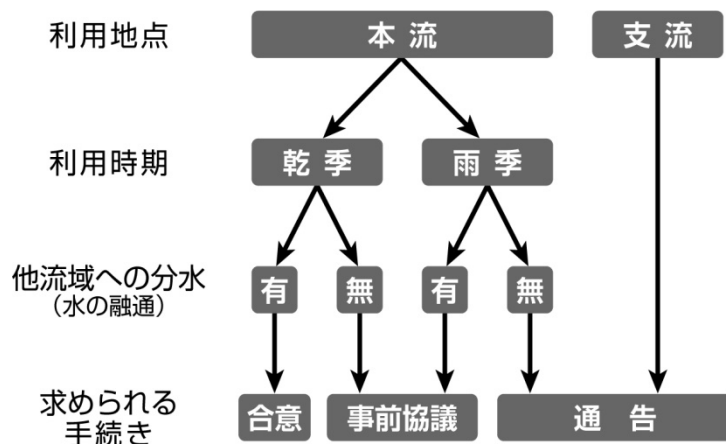 利用地点
本流
支流
利用時期
乾季
雨季
他流域への分水
（水の融通）
有
無
有
無
求められる
手続き
合意
事前協議
通告